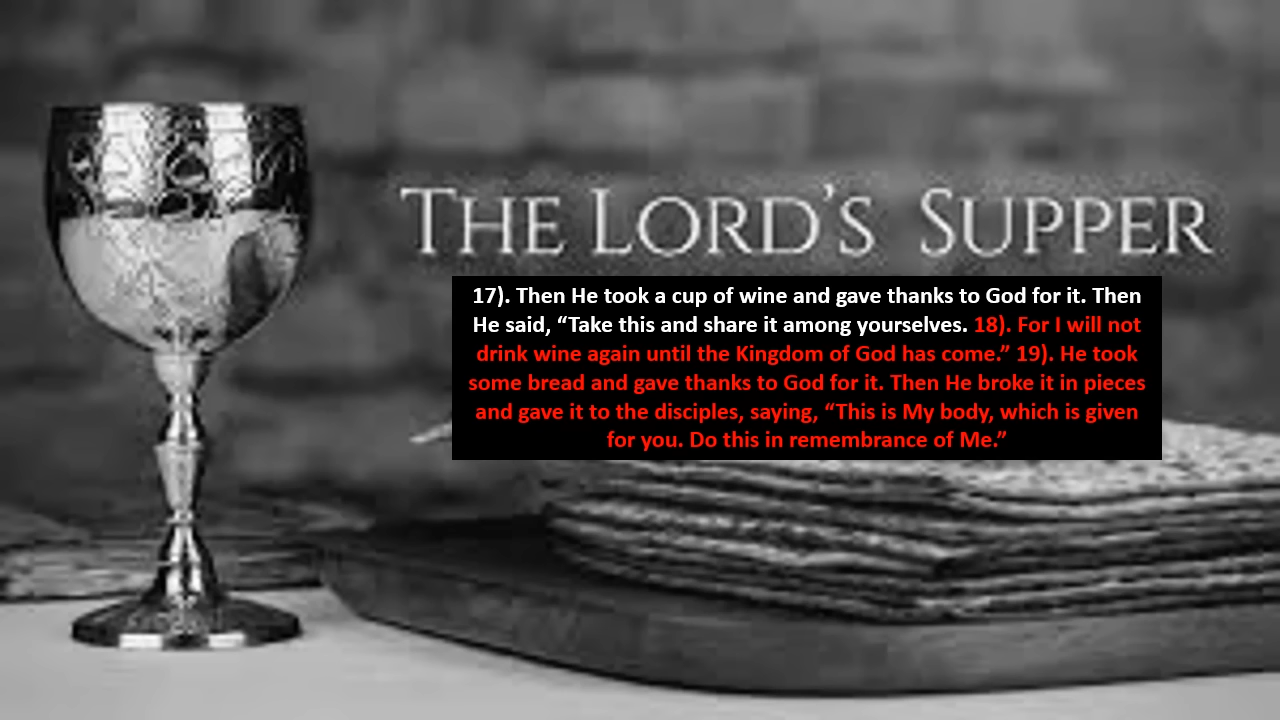 THE LORD'S SUPPER
17). Then He took a cup of wine and gave thanks to God for it. Then
He said, “Take this and share it among yourselves. 18). For I will not
drink wine again until the Kingdom of God has come.” 19). He took
some bread and gave thanks to God for it. Then He broke it in pieces
and gave it to the disciples, saying, “This is My body, which is given
for you. Do this in remembrance of Me.”